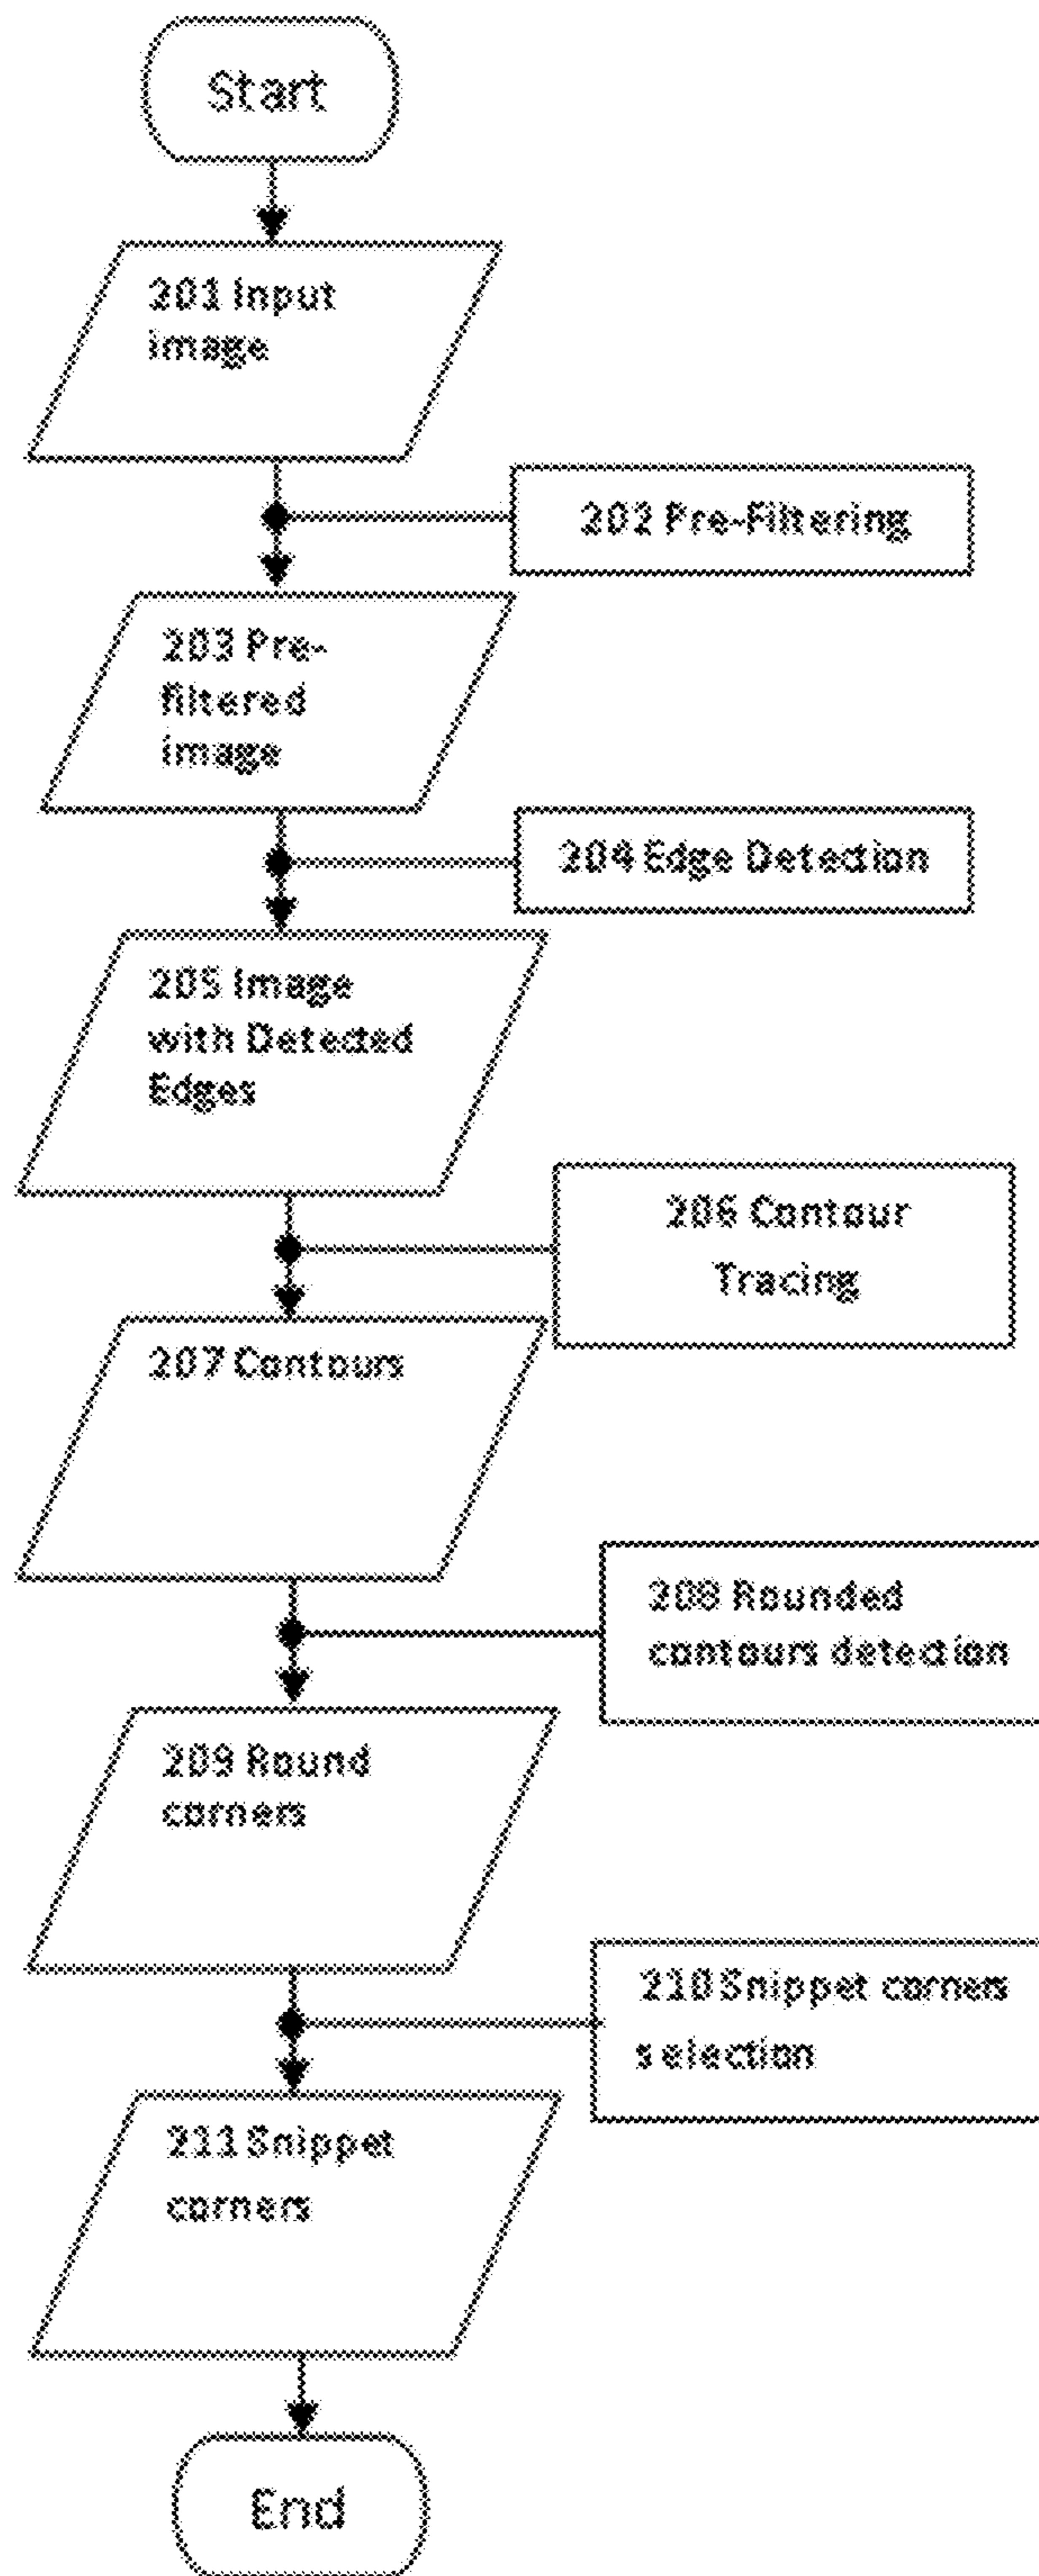 Start
201 Input
image
202 Pre-Filtering
203 Pre-
filtered
image
204 Edge Detection
205 Image
with Detected
Edges
206 Contour
Tracing
207 Contours
208 Rounded
contours detection
209 Round
corners
210 Snippet corners
selection
211 Snippet
corners
End